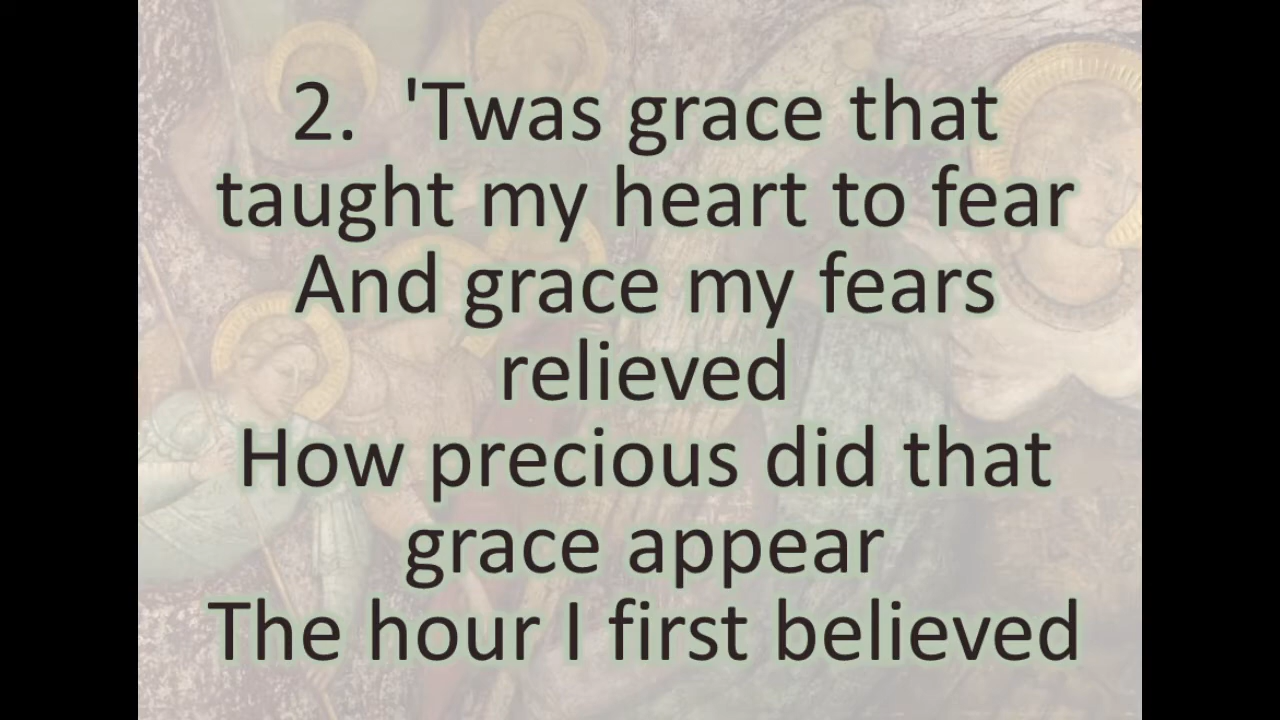 2. 'Twas grace that
taught my heart to fear
And grace my fears
relieved
How precious did that
grace appear
The hour I first believed